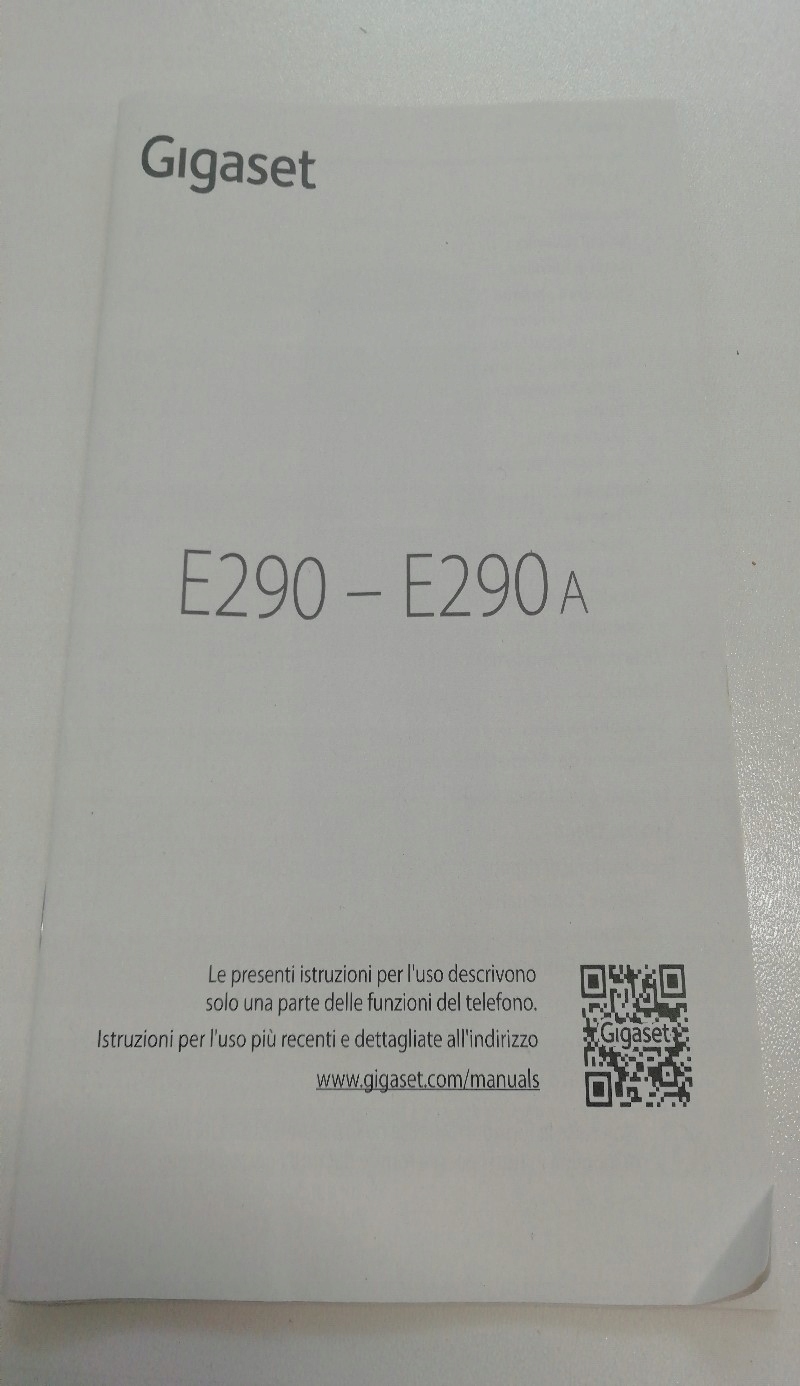 Gigaset
E290 – E290 A
Le presenti istruzioni per l'uso descrivono
solo una parte delle funzioni del telefono.
Istruzioni per l'uso più recenti e dettagliate all'indirizzo
www.gigaset.com/manuals
Gigaset